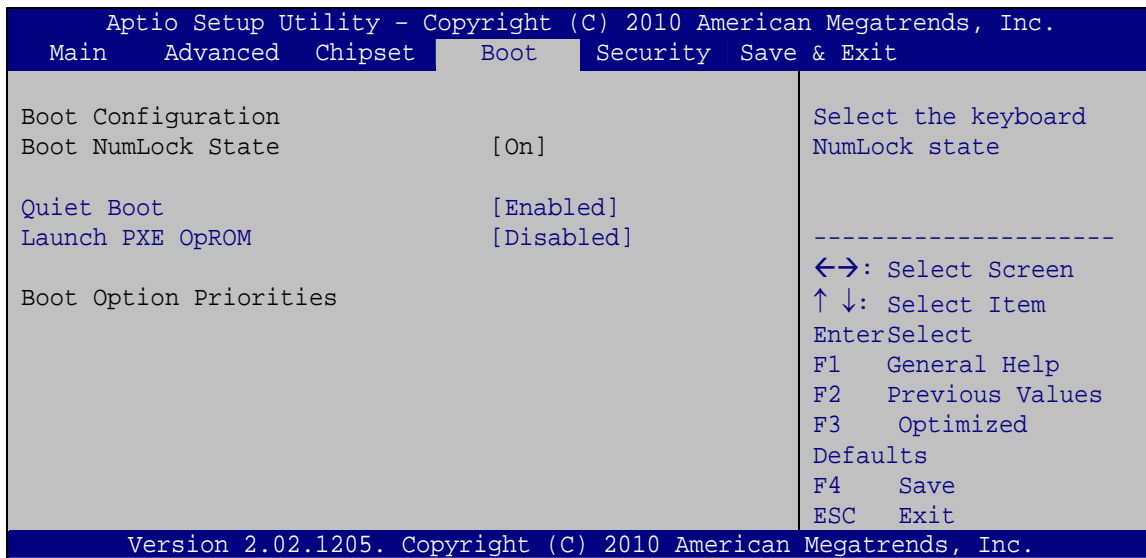 Aptio Setup Utility – Copyright (C) 2010 American Megatrends, Inc.
Main Advanced Chipset Boot Security Save & Exit
Boot Configuration
Boot NumLock State [On]
Quiet Boot [Enabled]
Launch PXE OpROM [Disabled]
Boot Option Priorities
Select the keyboard
NumLock state
---------------------
←→: Select Screen
↑ ↓: Select Item
EnterSelect
F1 General Help
F2 Previous Values
F3 Optimized
Defaults
F4 Save
ESC Exit
Version 2.02.1205. Copyright (C) 2010 American Megatrends, Inc.